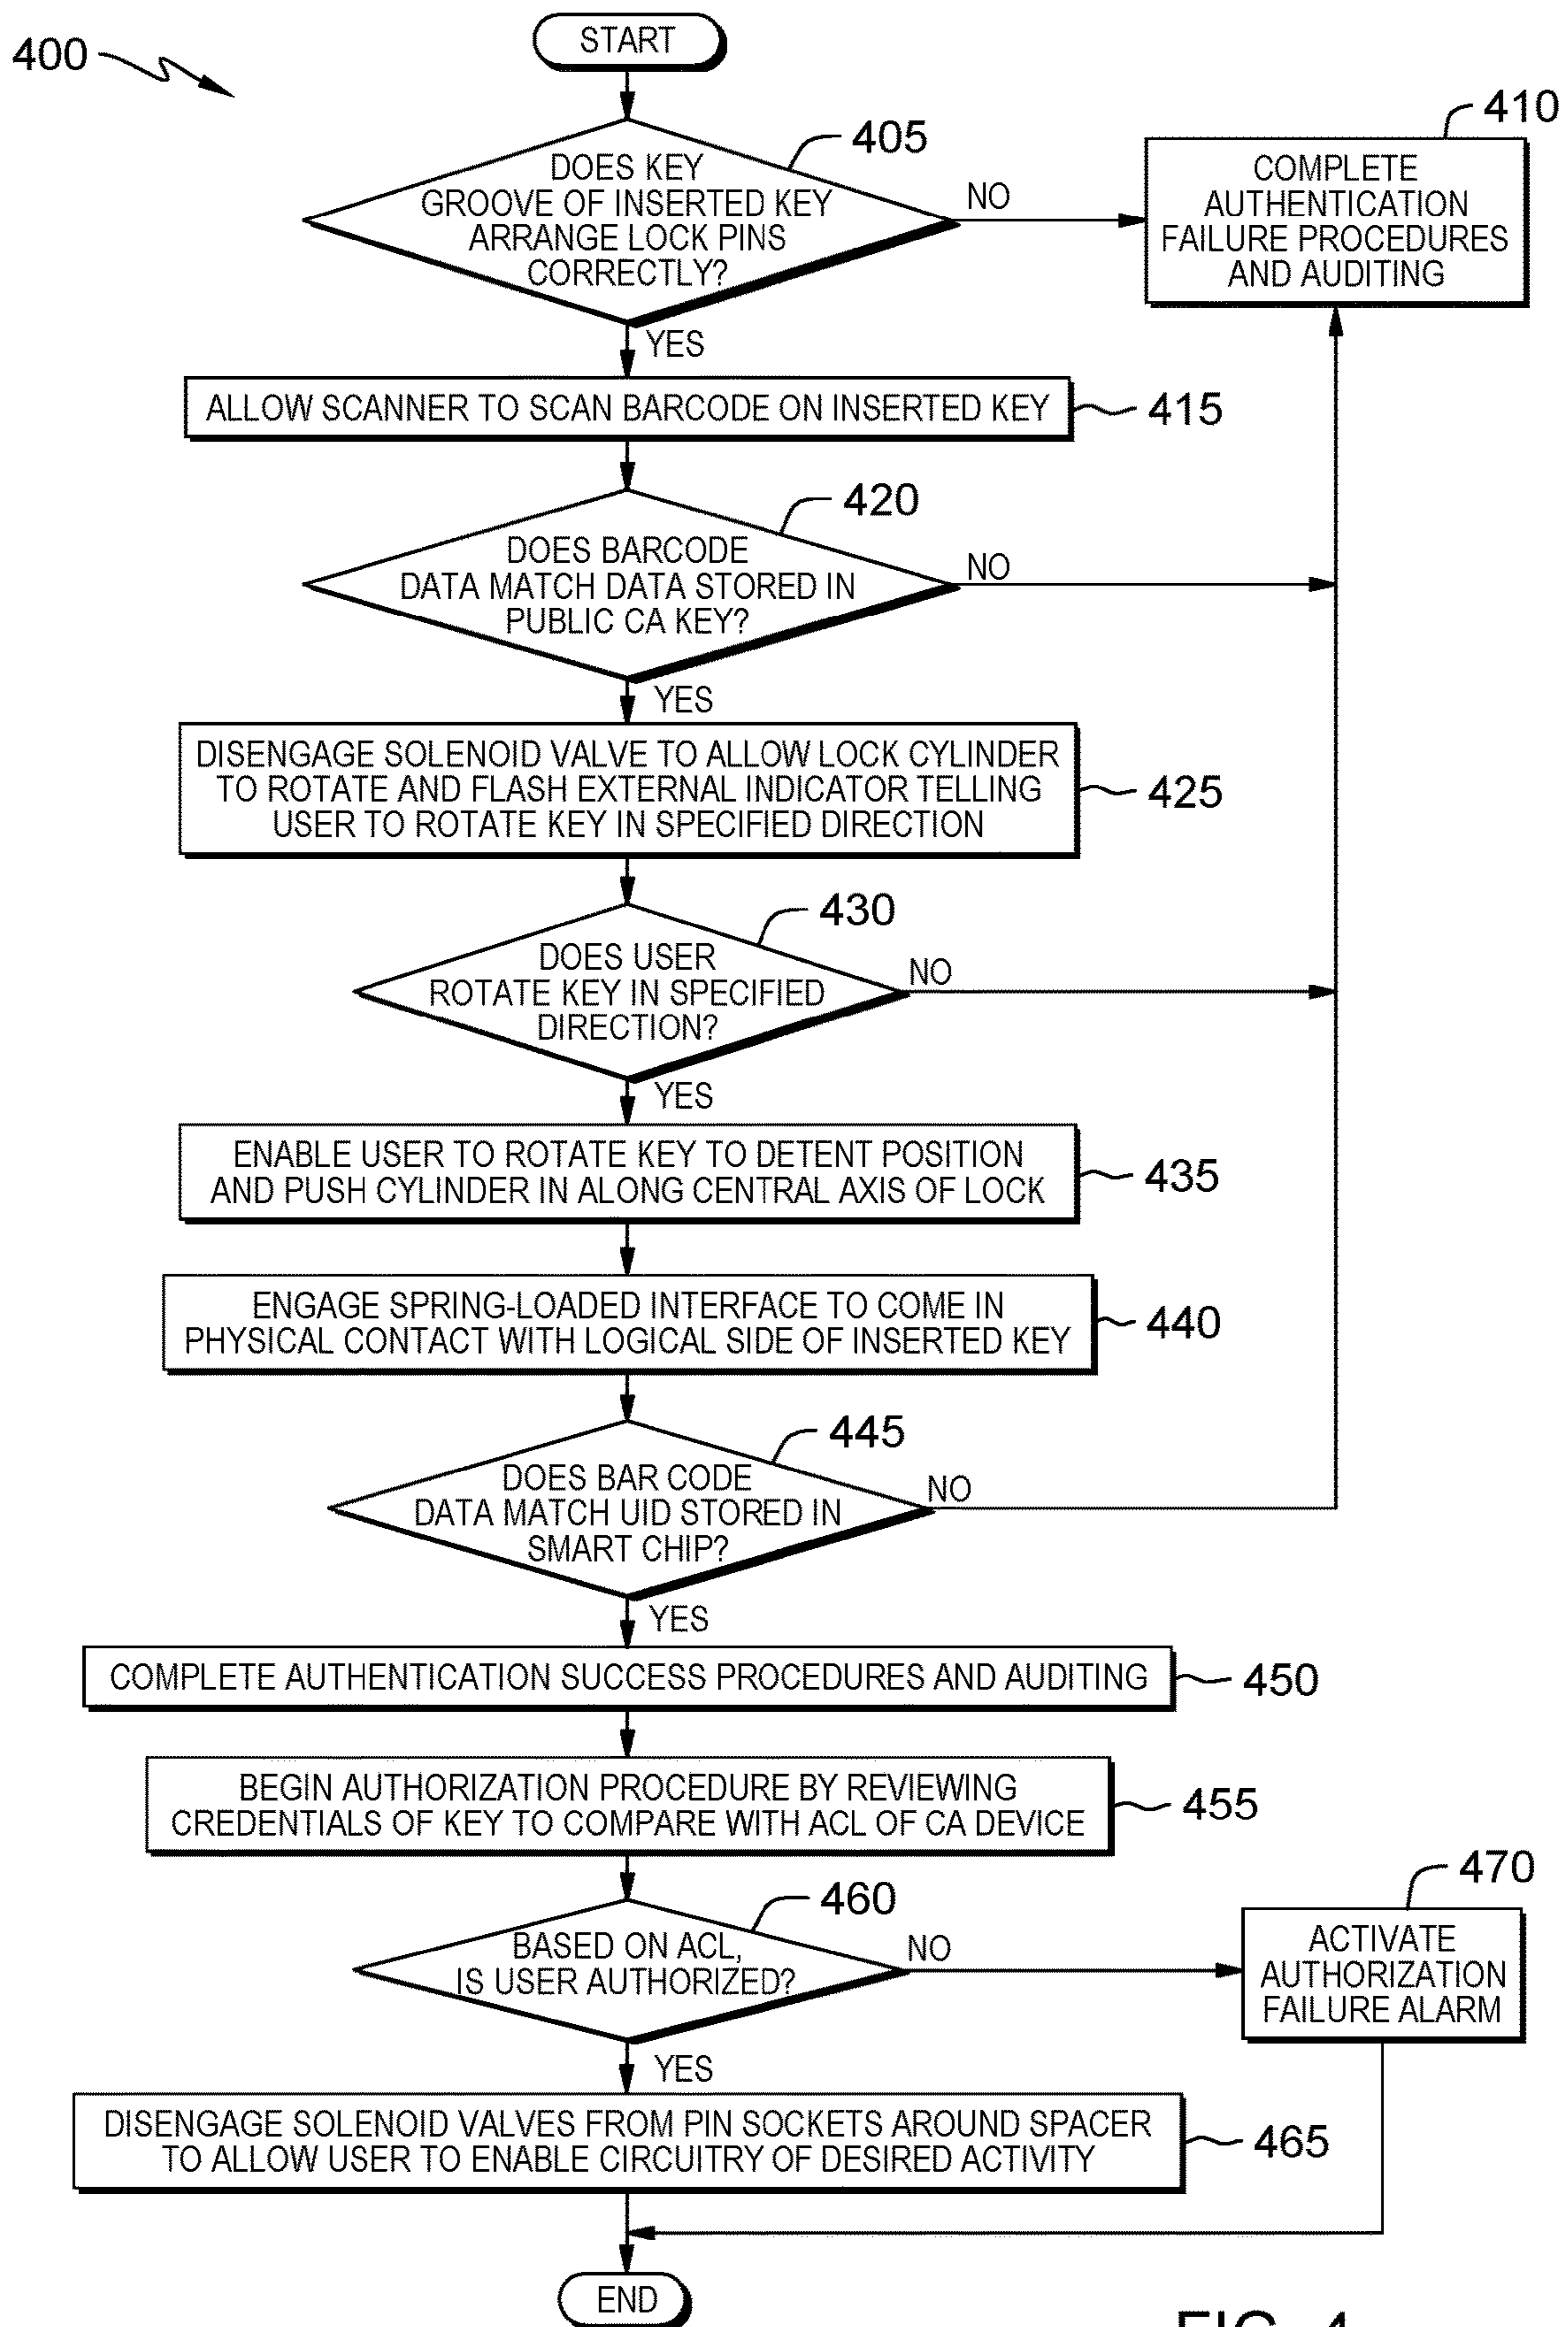 400
START
405
DOES KEY
GROOVE OF INSERTED KEY
ARRANGE LOCK PINS
CORRECTLY?
NO
410
COMPLETE
AUTHENTICATION
FAILURE PROCEDURES
AND AUDITING
YES
ALLOW SCANNER TO SCAN BARCODE ON INSERTED KEY
415
420
DOES BARCODE
DATA MATCH DATA STORED IN
PUBLIC CA KEY?
NO
YES
DISENGAGE SOLENOID VALVE TO ALLOW LOCK CYLINDER
TO ROTATE AND FLASH EXTERNAL INDICATOR TELLING
USER TO ROTATE KEY IN SPECIFIED DIRECTION
425
430
DOES USER
ROTATE KEY IN SPECIFIED
DIRECTION?
NO
YES
ENABLE USER TO ROTATE KEY TO DETENT POSITION
AND PUSH CYLINDER IN ALONG CENTRAL AXIS OF LOCK
435
ENGAGE SPRING-LOADED INTERFACE TO COME IN
PHYSICAL CONTACT WITH LOGICAL SIDE OF INSERTED KEY
440
445
DOES BAR CODE
DATA MATCH UID STORED IN
SMART CHIP?
NO
YES
COMPLETE AUTHENTICATION SUCCESS PROCEDURES AND AUDITING
450
BEGIN AUTHORIZATION PROCEDURE BY REVIEWING
CREDENTIALS OF KEY TO COMPARE WITH ACL OF CA DEVICE
455
460
BASED ON ACL,
IS USER AUTHORIZED?
NO
470
ACTIVATE
AUTHORIZATION
FAILURE ALARM
YES
DISENGAGE SOLENOID VALVES FROM PIN SOCKETS AROUND SPACER
TO ALLOW USER TO ENABLE CIRCUITRY OF DESIRED ACTIVITY
465
END
FIG. 4